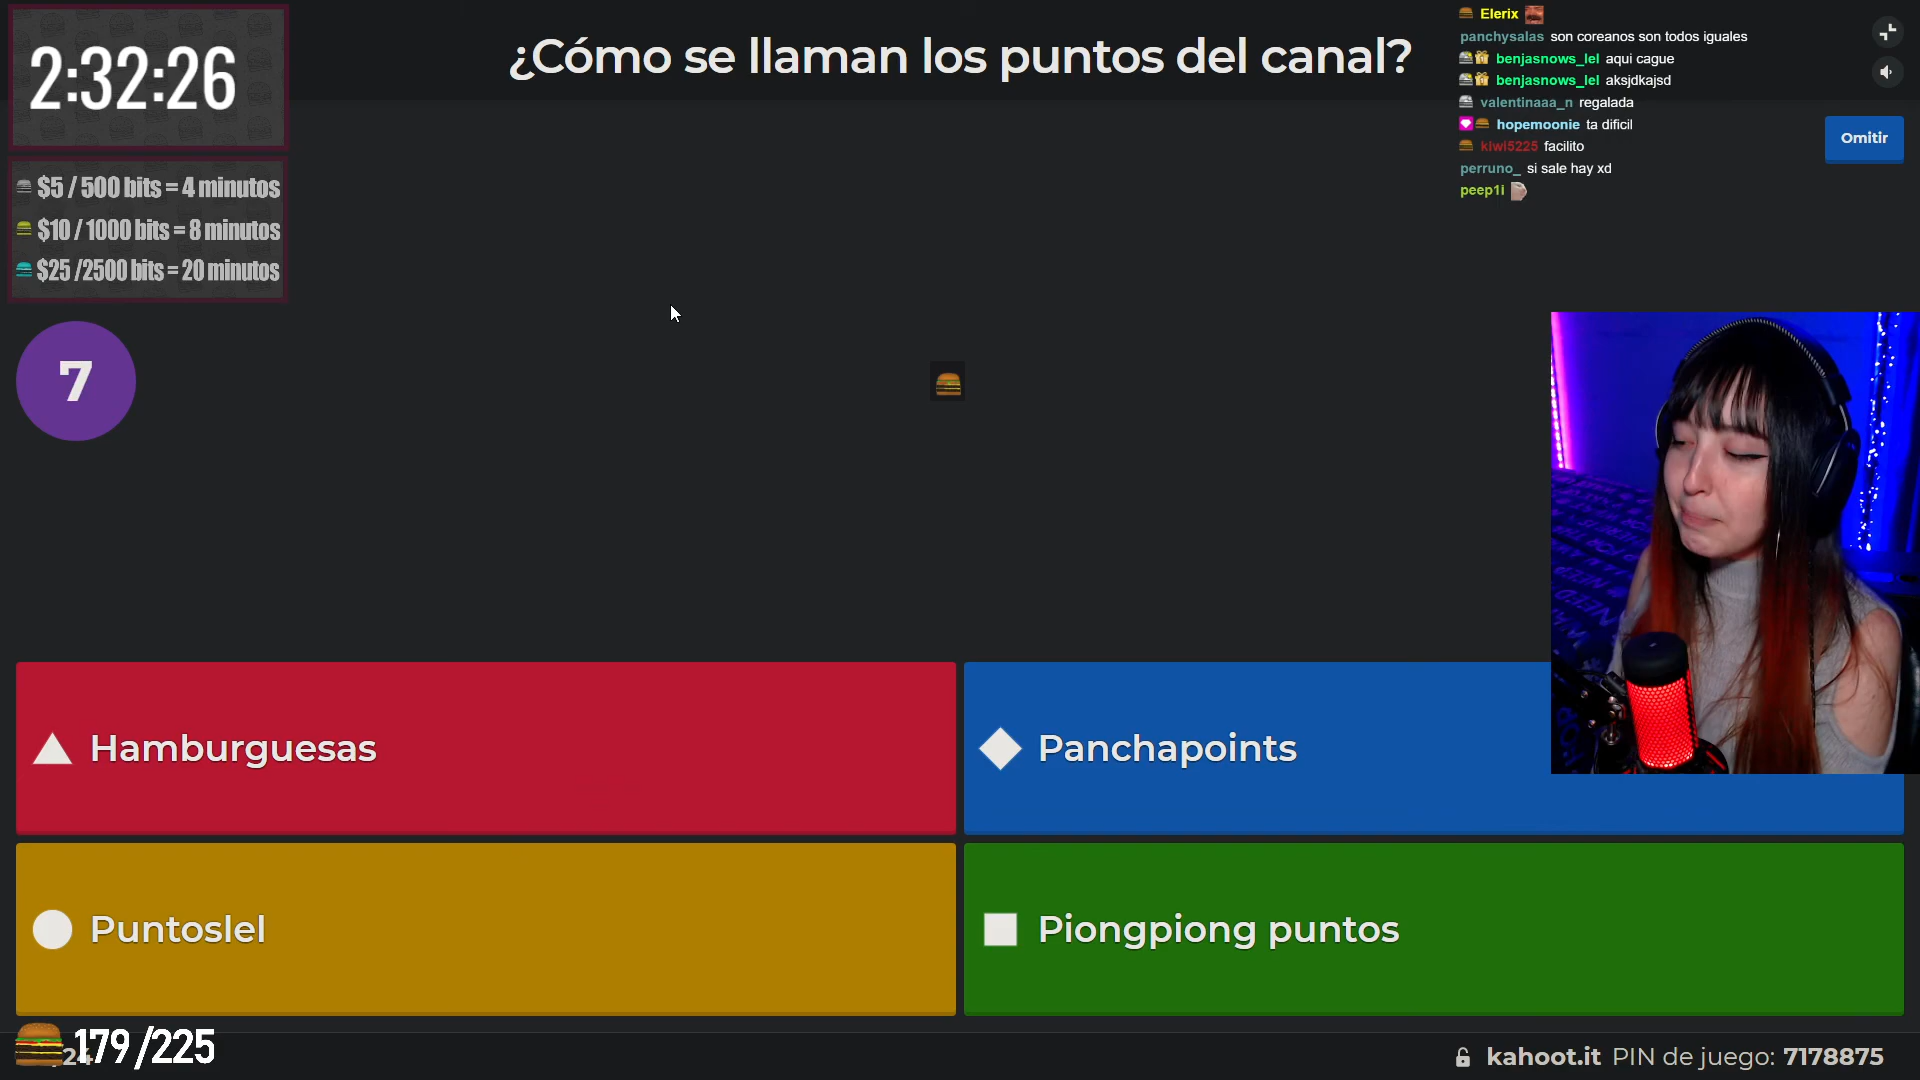 2:32:26
$5 / 500 bits = 4 minutos
$10 / 1000 bits = 8 minutos
$25 /2500 bits = 20 minutos
¿Cómo se llaman los puntos del canal?
Elerix
panchysalas son coreanos son todos iguales
benjasnows_lel aqui cague
benjasnows_lel aksjdkajsd
valentinaaa_n regalada
hopemoonie ta dificil
kiwi5225 facilito
perruno_ si sale hay xd
peep1i
Omitir
7
Hamburguesas
Panchapoints
Puntoslel
Piongpiong puntos
179 /225
kahoot.it PIN de juego: 7178875